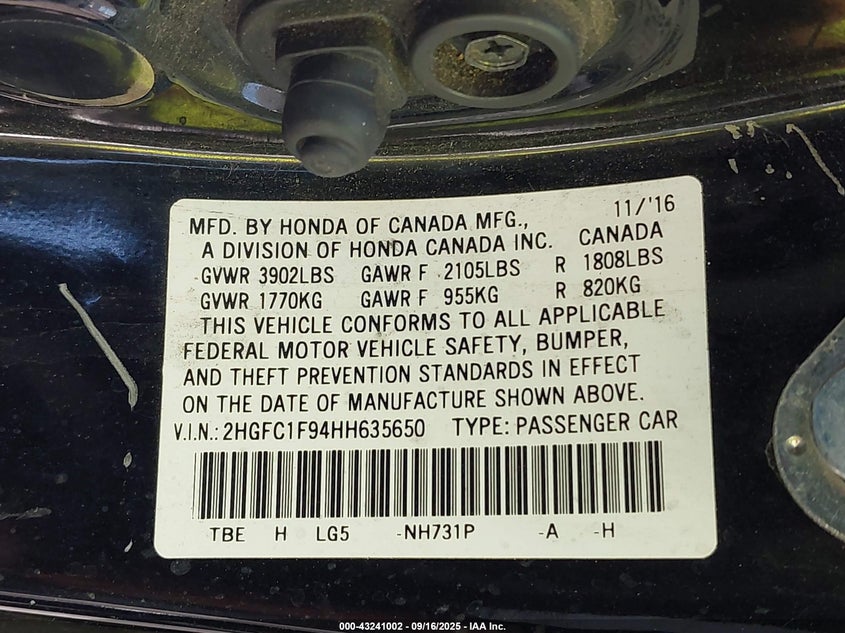 11/'16
MFD. BY HONDA OF CANADA MFG.,
A DIVISION OF HONDA CANADA INC. CANADA
GVWR 3902LBS GAWR F 2105LBS R 1808LBS
GVWR 1770KG GAWR F 955KG R 820KG
THIS VEHICLE CONFORMS TO ALL APPLICABLE
FEDERAL MOTOR VEHICLE SAFETY, BUMPER,
AND THEFT PREVENTION STANDARDS IN EFFECT
ON THE DATE OF MANUFACTURE SHOWN ABOVE.
V.I.N.: 2HGFC1F94HH635650 TYPE: PASSENGER CAR
TBE H LG5 -NH731P -A -H
000-43241002 - 09/16/2025 - IAA Inc.